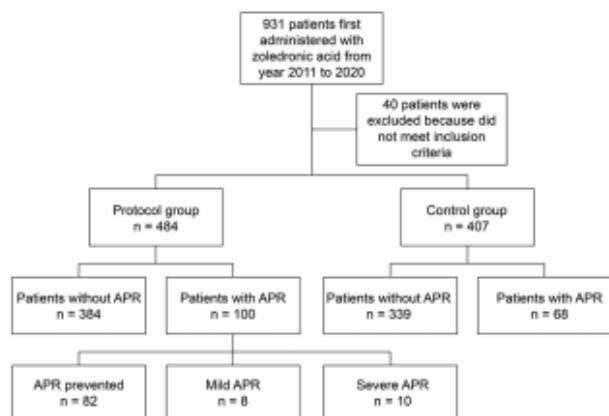 931 patients first
administered with
zoledronic acid from
year 2011 to 2020
40 patients were
excluded because did
not meet inclusion
criteria
Protocol group
n = 484
Control group
n = 407
Patients without APR
n = 384
Patients with APR
n = 100
Patients without APR
n = 339
Patients with APR
n = 68
APR prevented
n = 82
Mild APR
n = 8
Severe APR
n = 10